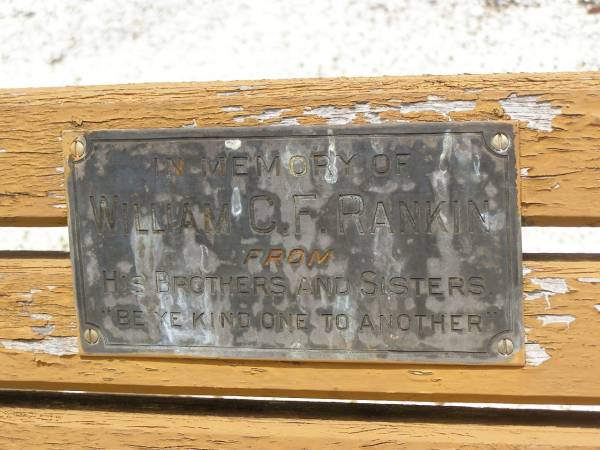 IN MEMORY OF
WILLIAM C.F. RANKIN
FROM
HIS BROTHERS AND SISTERS
"BE YE KIND ONE TO ANOTHER"